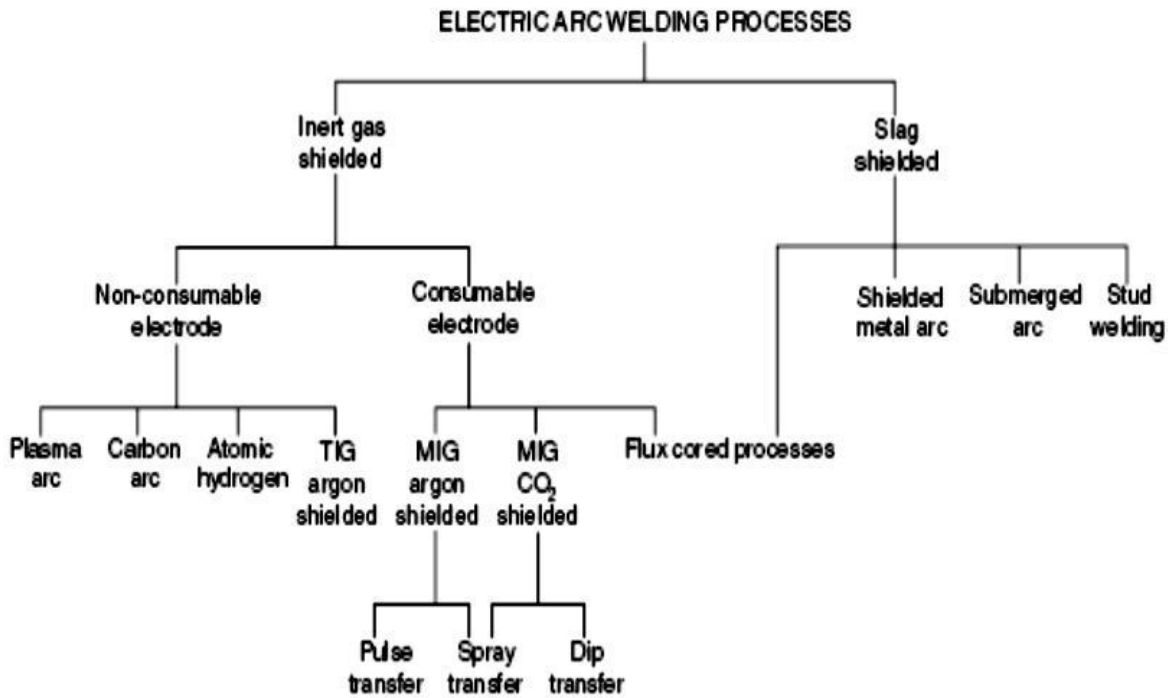 ELECTRIC ARC WELDING PROCESSES
Inert gas
shielded
Slag
shielded
Non-consumable
electrode
Consumable
electrode
Shielded
metal arc
Submerged
arc
Stud
welding
Plasma
arc
Carbon
arc
Atomic
hydrogen
TIG
argon
shielded
MIG
argon
shielded
MIG
CO₂
shielded
Flux cored processes
Pulse
transfer
Spray
transfer
Dip
transfer